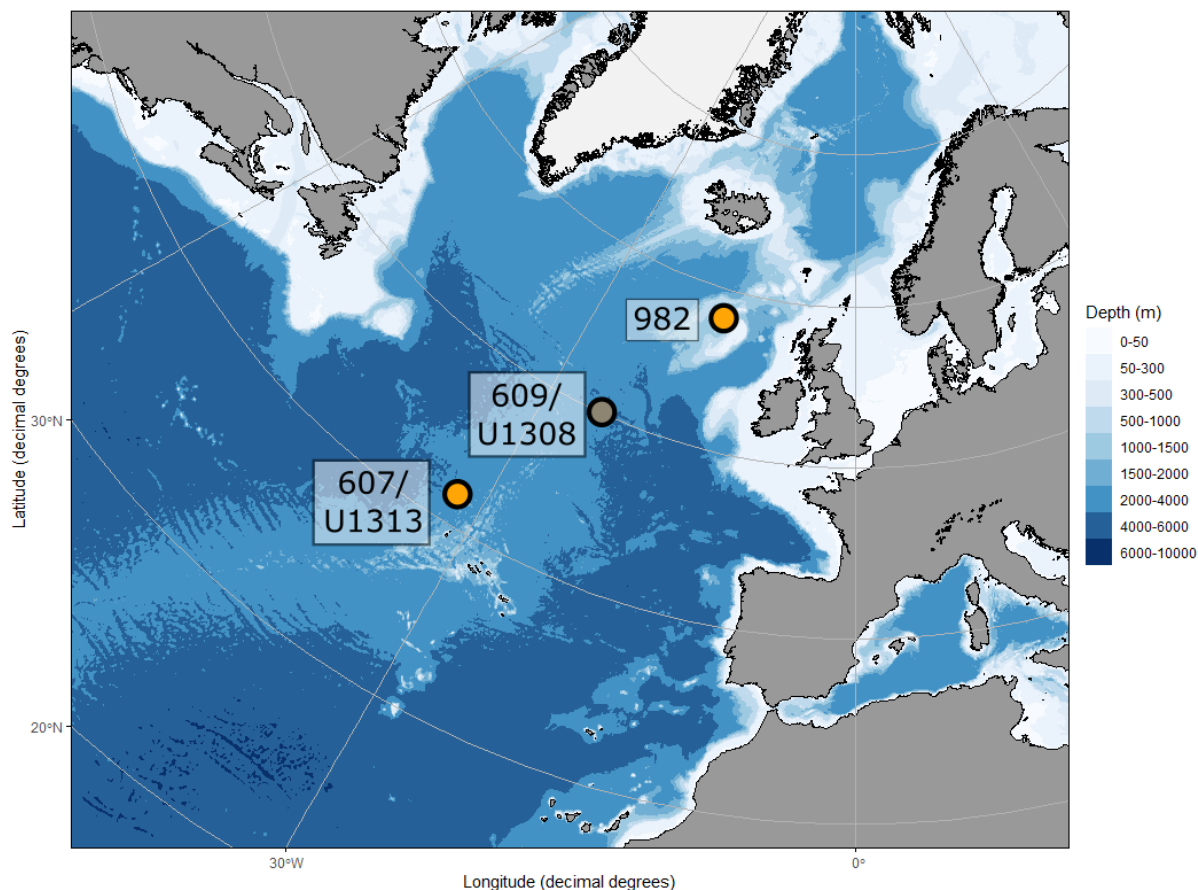 982
609/
U1308
607/
U1313
30°N
20°N
Latitude (decimal degrees)
30°W
0°
Longitude (decimal degrees)
Depth (m)
0-50
50-300
300-500
500-1000
1000-1500
1500-2000
2000-4000
4000-6000
6000-10000